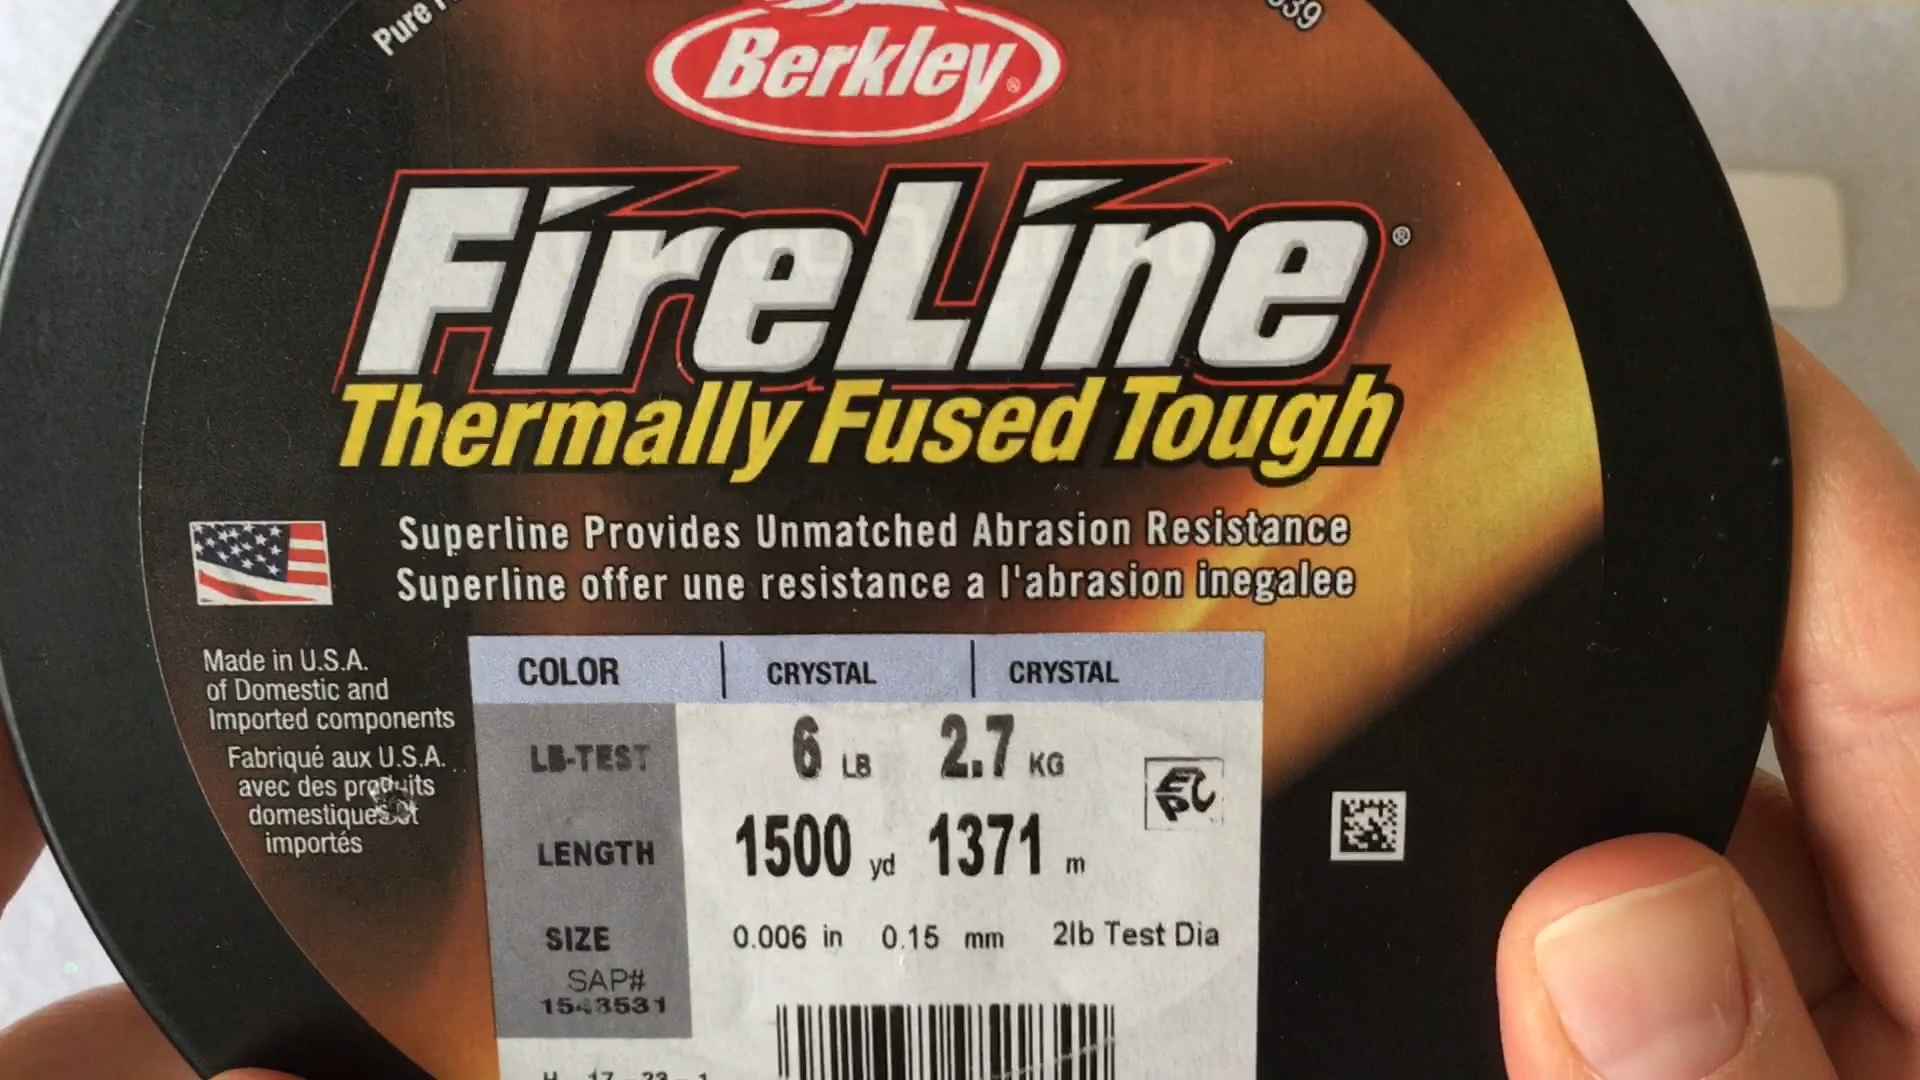 Pure
39
Berkley®
FireLine®
Thermally Fused Tough
Superline Provides Unmatched Abrasion Resistance
Superline offer une resistance a l'abrasion inegalee
Made in U.S.A.
of Domestic and
Imported components
Fabriqué aux U.S.A.
avec des produits
domestiques et
importés
COLOR CRYSTAL CRYSTAL
LB-TEST 6 LB 2.7 KG
LENGTH 1500 yd 1371 m
SIZE 0.006 in 0.15 mm 2lb Test Dia
SAP#
1543531